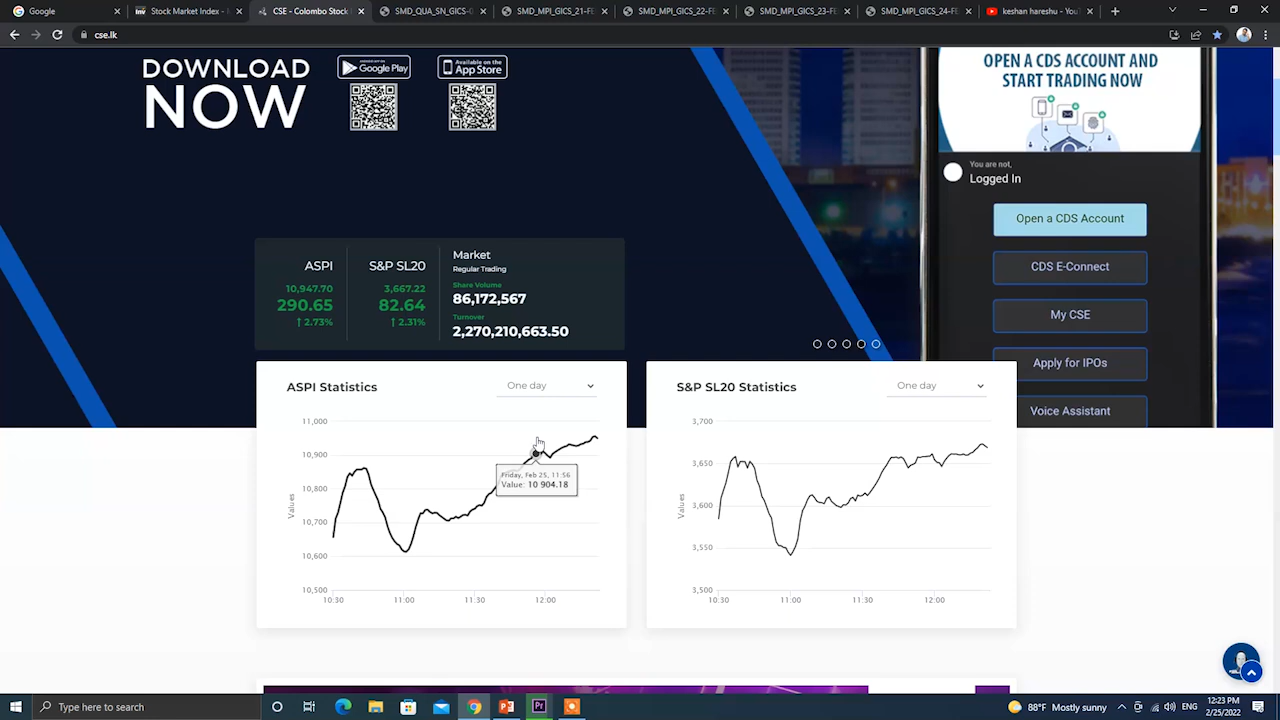 Google
Stock Market Index - I
CSE - Colombo Stock
SMD_QUA_SN_GICS-0
SMD_MPI_GICS_21-FE
SMD_MPI_GICS_22-FE
SMD_MPI_GICS_23-FE
SMD_MPI_GICS_24-FE
keshan hareshu - YouT
cse.lk
DOWNLOAD
NOW
Google Play
Available on the
App Store
OPEN A CDS ACCOUNT AND
START TRADING NOW
You are not,
Logged In
Open a CDS Account
CDS E-Connect
My CSE
Apply for IPOs
Voice Assistant
ASPI
10,947.70
290.65
↑ 2.73%
S&P SL20
3,667.22
82.64
↑ 2.31%
Market
Regular Trading
Share Volume
86,172,567
Turnover
2,270,210,663.50
ASPI Statistics
One day
11,000
10,900
10,800
10,700
10,600
10,500
Values
Friday, Feb 25, 11:56
Value: 10 904.18
10:30
11:00
11:30
12:00
S&P SL20 Statistics
One day
3,700
3,650
3,600
3,550
3,500
Values
10:30
11:00
11:30
12:00
Type here to search
88°F Mostly sunny
12:23 PM
2/25/2022